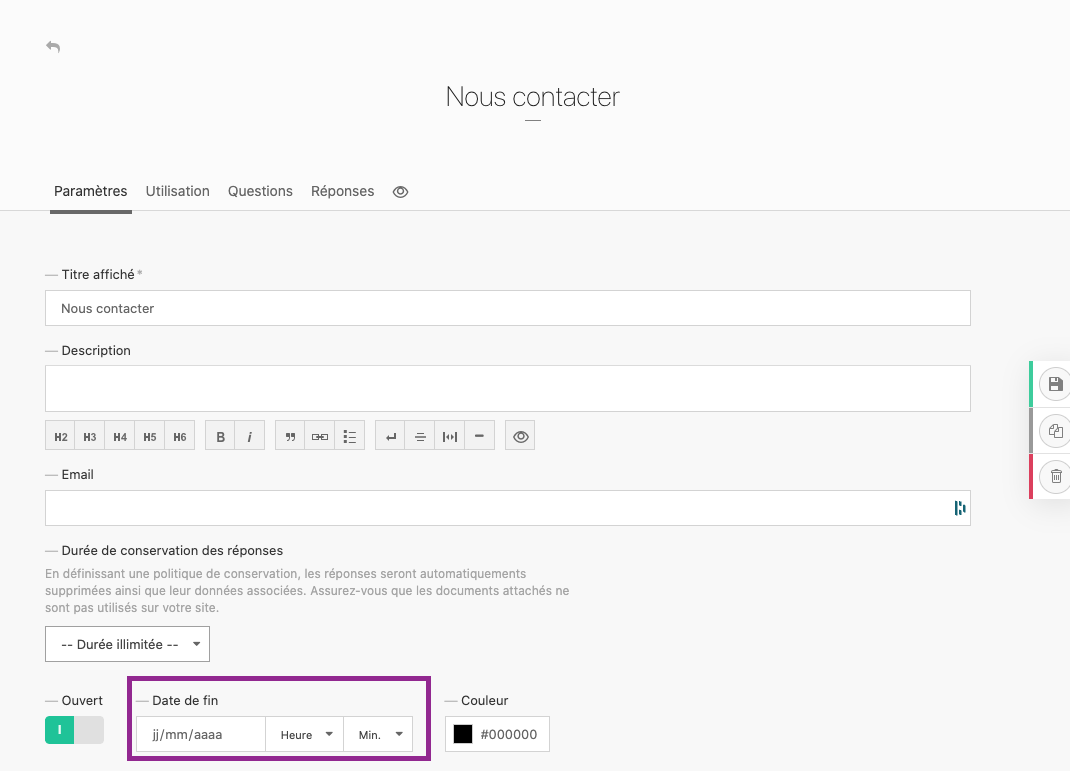 Nous contacter
Paramètres Utilisation Questions Réponses
— Titre affiché *
Nous contacter
— Description
H2 H3 H4 H5 H6 B i
— Email
— Durée de conservation des réponses
En définissant une politique de conservation, les réponses seront automatiquements
supprimées ainsi que leur données associées. Assurez-vous que les documents attachés ne
sont pas utilisés sur votre site.
-- Durée illimitée --
— Ouvert — Date de fin — Couleur
I jj/mm/aaaa Heure Min. #000000